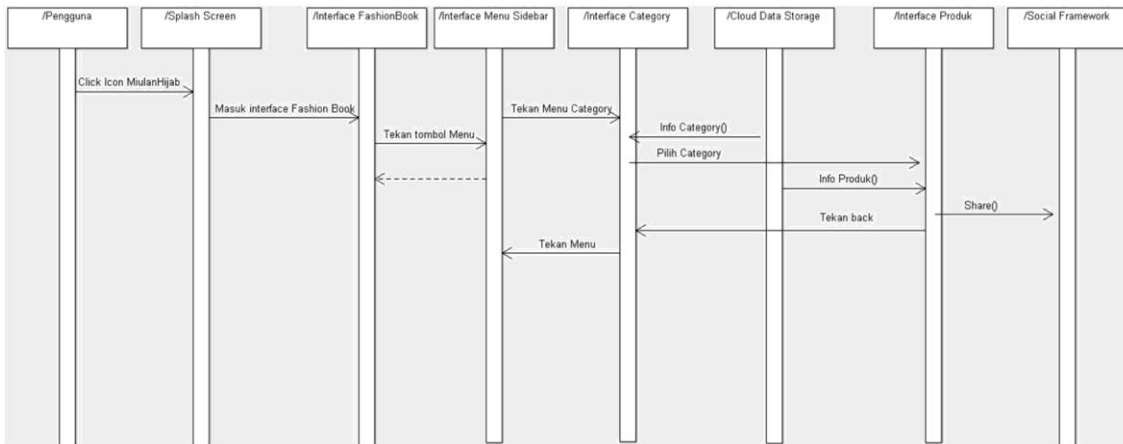 /Pengguna
/Splash Screen
/Interface FashionBook
/Interface Menu Sidebar
/Interface Category
/Cloud Data Storage
/Interface Produk
/Social Framework
Click Icon MiulanHijab
Masuk interface Fashion Book
Tekan Menu Category
Tekan tombol Menu
Info Category()
Pilih Category
Info Produk()
Share()
Tekan back
Tekan Menu